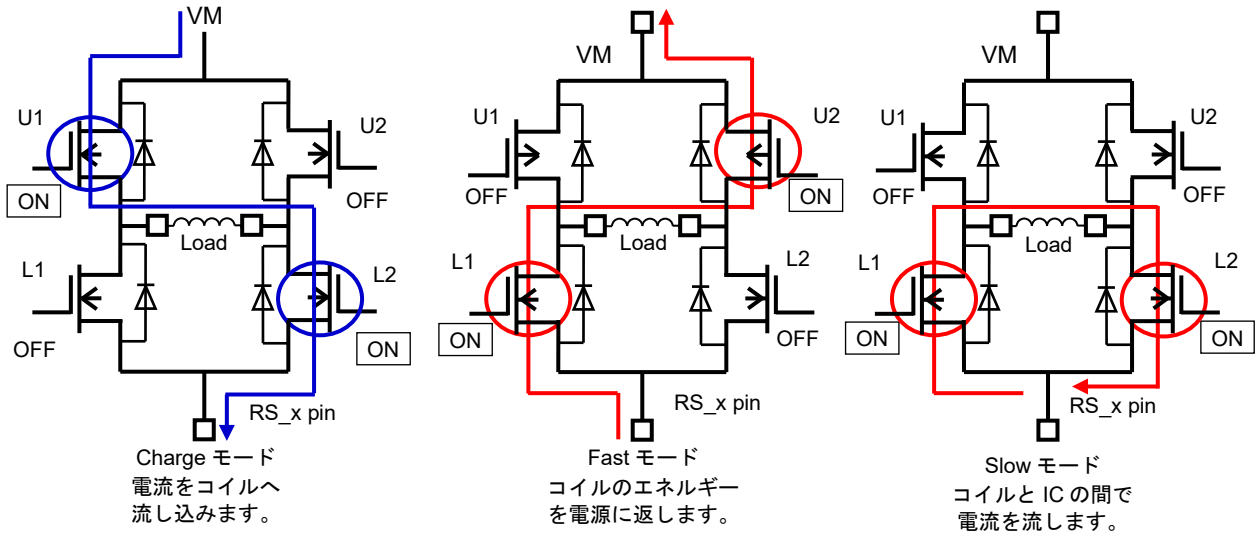 VM
U1
U2
ON
OFF
Load
L1
L2
OFF
ON
RS_x pin
Charge モード
電流をコイルへ
流し込みます。
VM
U1
U2
OFF
ON
Load
L1
L2
ON
OFF
RS_x pin
Fast モード
コイルのエネルギー
を電源に返します。
VM
U1
U2
OFF
OFF
Load
L1
L2
ON
ON
RS_x pin
Slow モード
コイルと IC の間で
電流を流します。